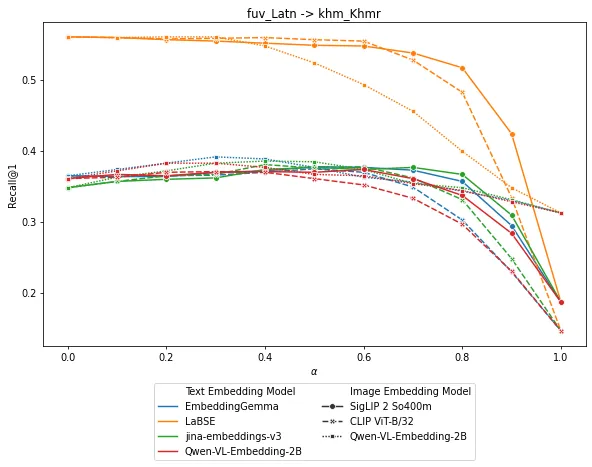 fuv_Latn -> khm_Khmr
Recall@1
0.5
0.4
0.3
0.2
0.0
0.2
0.4
0.6
0.8
1.0
α
Text Embedding Model
EmbeddingGemma
LaBSE
jina-embeddings-v3
Qwen-VL-Embedding-2B
Image Embedding Model
SigLIP 2 So400m
CLIP ViT-B/32
Qwen-VL-Embedding-2B